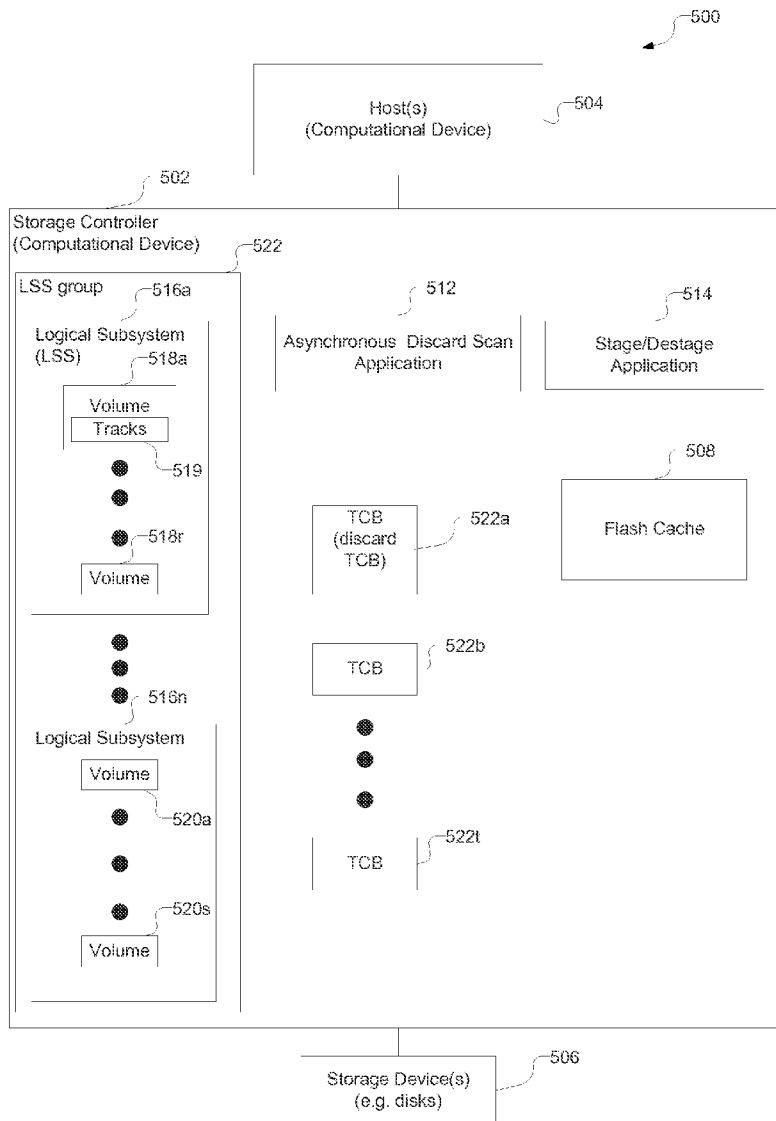 500
Host(s)
(Computational Device)
504
502
Storage Controller
(Computational Device)
522
LSS group
516a
512
514
Logical Subsystem
(LSS)
Asynchronous Discard Scan
Application
Stage/Destage
Application
518a
Volume
Tracks
519
508
Flash Cache
518r
Volume
TCB
(discard
TCB)
522a
TCB
522b
516n
Logical Subsystem
Volume
520a
TCB
522t
520s
Volume
506
Storage Device(s)
(e.g. disks)